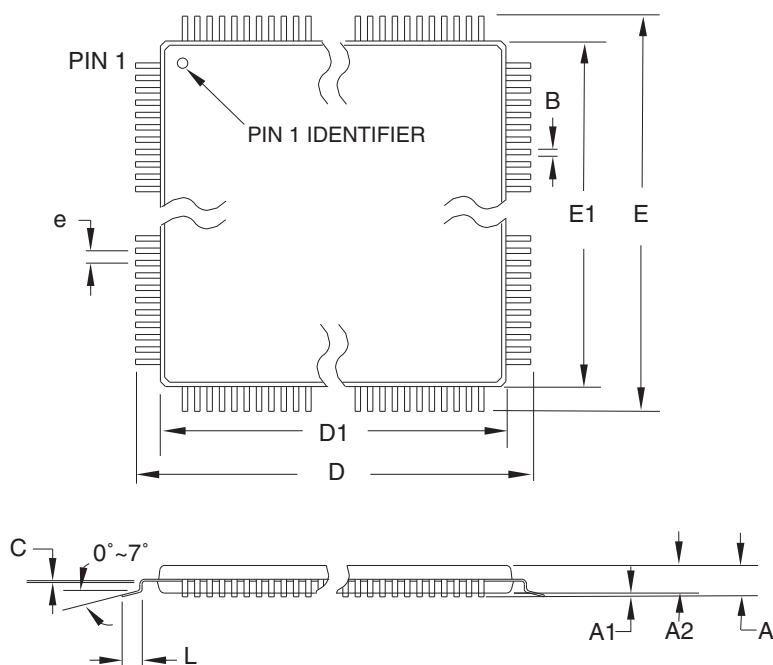 PIN 1
B
PIN 1 IDENTIFIER
e
E1
E
D1
D
C
0°~7°
A1
A2
A
L